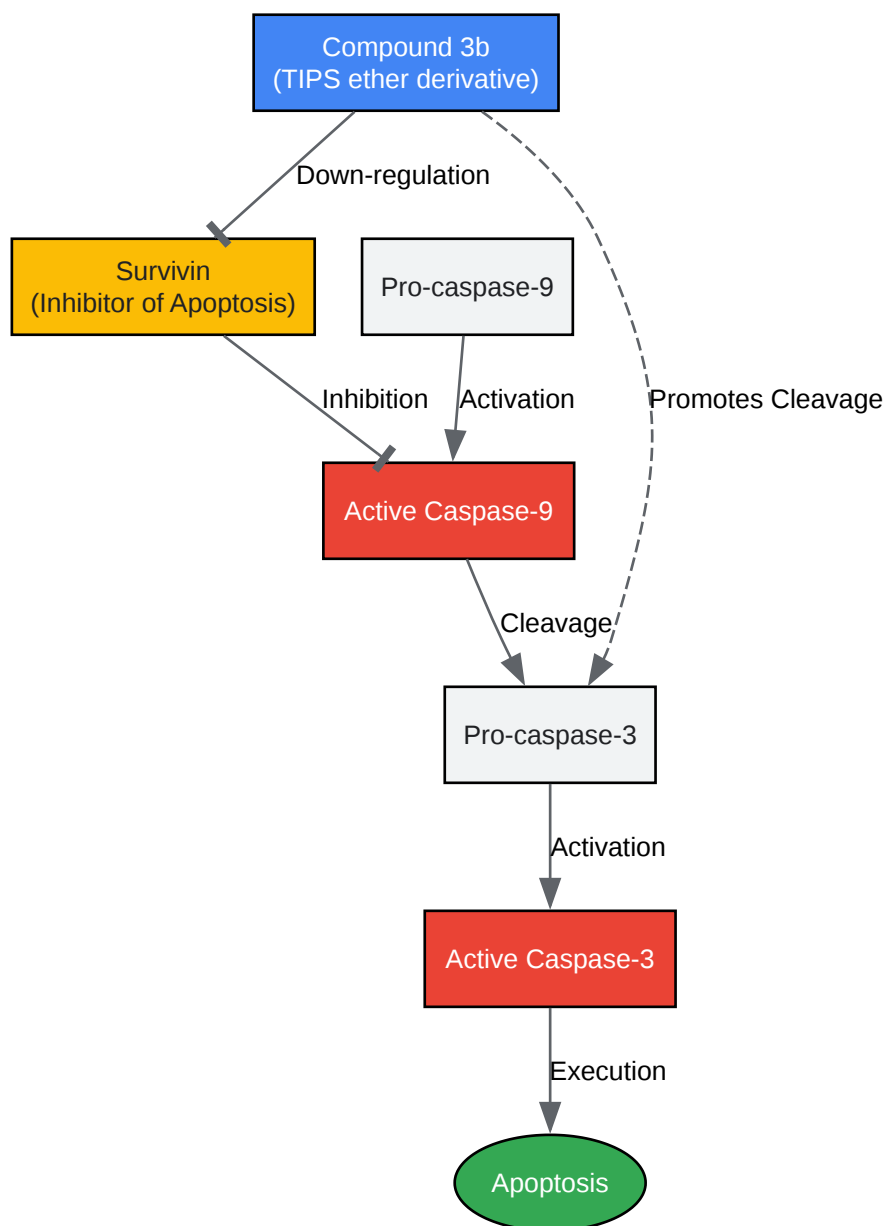 Compound 3b
(TIPS ether derivative)
Down-regulation
Survivin
(Inhibitor of Apoptosis)
Pro-caspase-9
Inhibition
Activation
Promotes Cleavage
Active Caspase-9
Cleavage
Pro-caspase-3
Activation
Active Caspase-3
Execution
Apoptosis